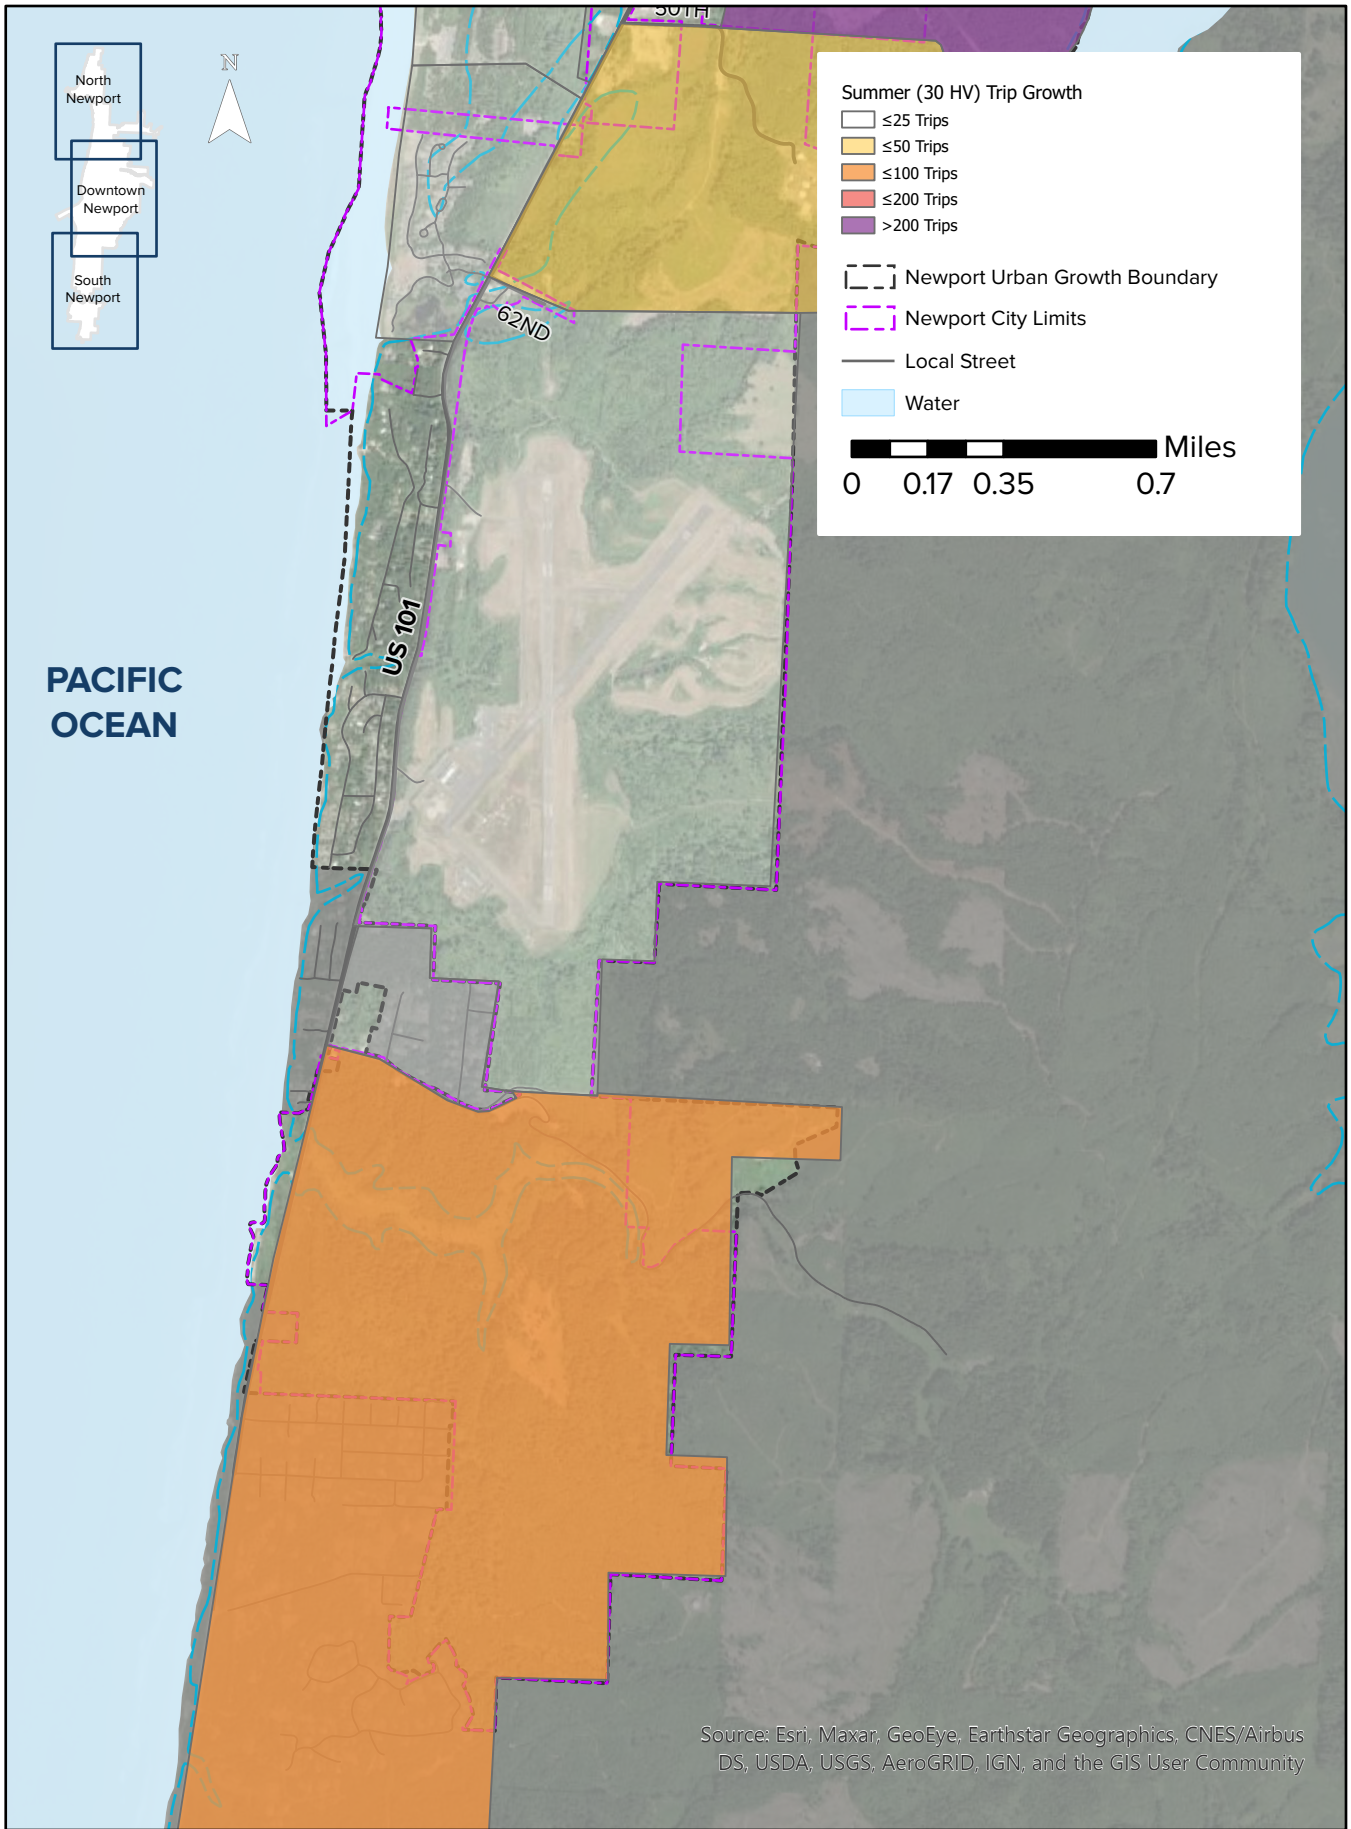 50TH
North
Newport
Downtown
Newport
South
Newport
N
Summer (30 HV) Trip Growth
≤25 Trips
≤50 Trips
≤100 Trips
≤200 Trips
>200 Trips
Newport Urban Growth Boundary
Newport City Limits
Local Street
Water
Miles
0 0.17 0.35 0.7
62ND
US 101
PACIFIC
OCEAN
Source: Esri, Maxar, GeoEye, Earthstar Geographics, CNES/Airbus
DS, USDA, USGS, AeroGRID, IGN, and the GIS User Community